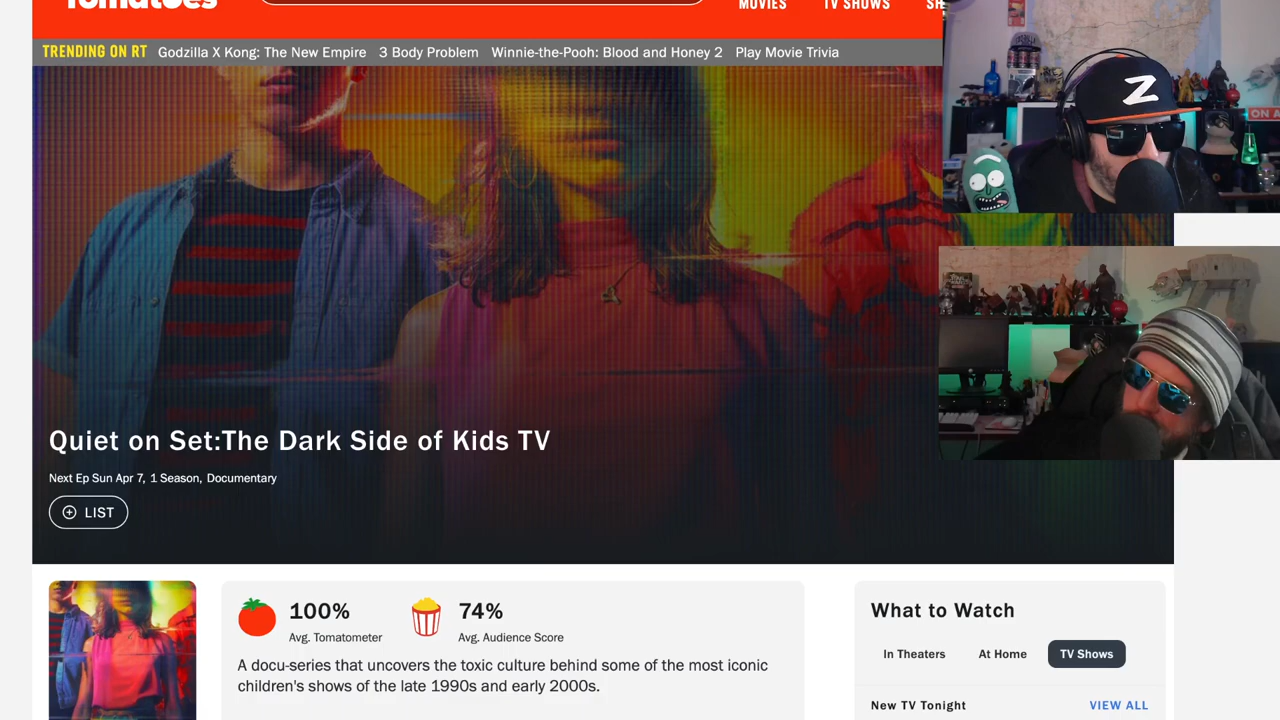 Tomatoes
MOVIES TV SHOWS
TRENDING ON RT Godzilla X Kong: The New Empire 3 Body Problem Winnie-the-Pooh: Blood and Honey 2 Play Movie Trivia
Z
ON A
Quiet on Set:The Dark Side of Kids TV
Next Ep Sun Apr 7, 1 Season, Documentary
LIST
100%
Avg. Tomatometer
74%
Avg. Audience Score
A docu-series that uncovers the toxic culture behind some of the most iconic
children's shows of the late 1990s and early 2000s.
What to Watch
In Theaters At Home TV Shows
New TV Tonight VIEW ALL